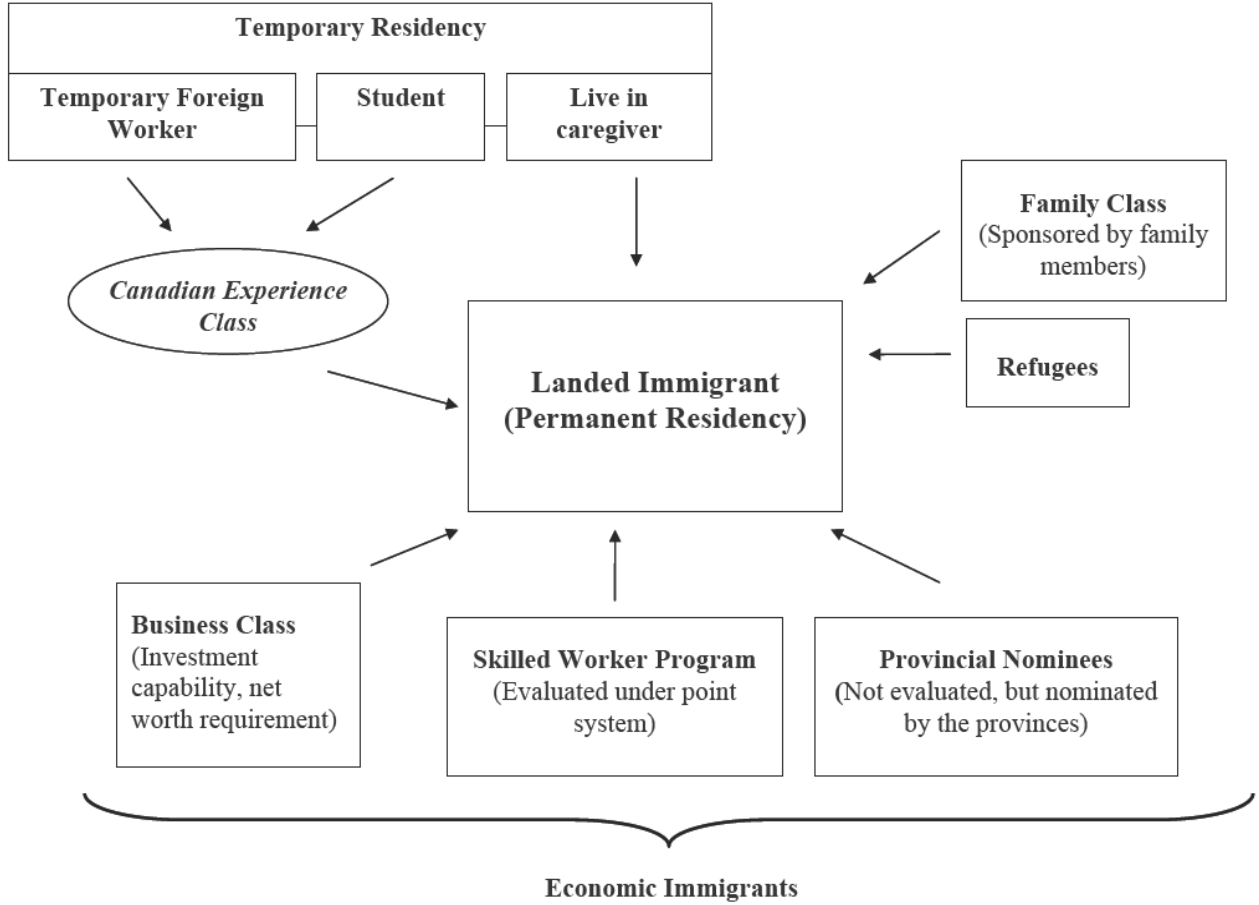 Temporary Residency
Temporary Foreign
Worker
Student
Live in
caregiver
Family Class
(Sponsored by family
members)
Canadian Experience
Class
Refugees
Landed Immigrant
(Permanent Residency)
Business Class
(Investment
capability, net
worth requirement)
Skilled Worker Program
(Evaluated under point
system)
Provincial Nominees
(Not evaluated, but nominated
by the provinces)
Economic Immigrants